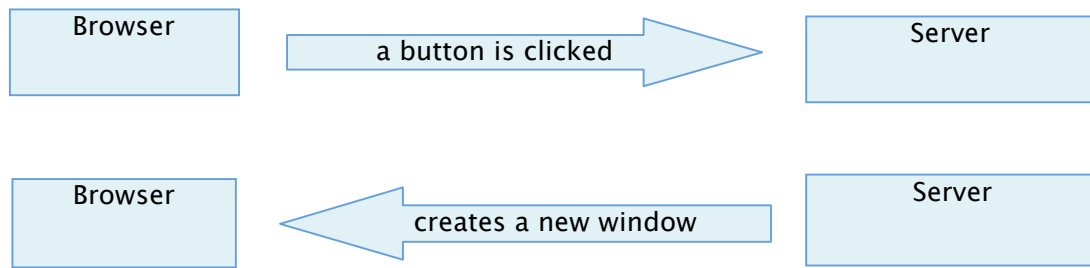 Browser
a button is clicked
Server
Browser
creates a new window
Server